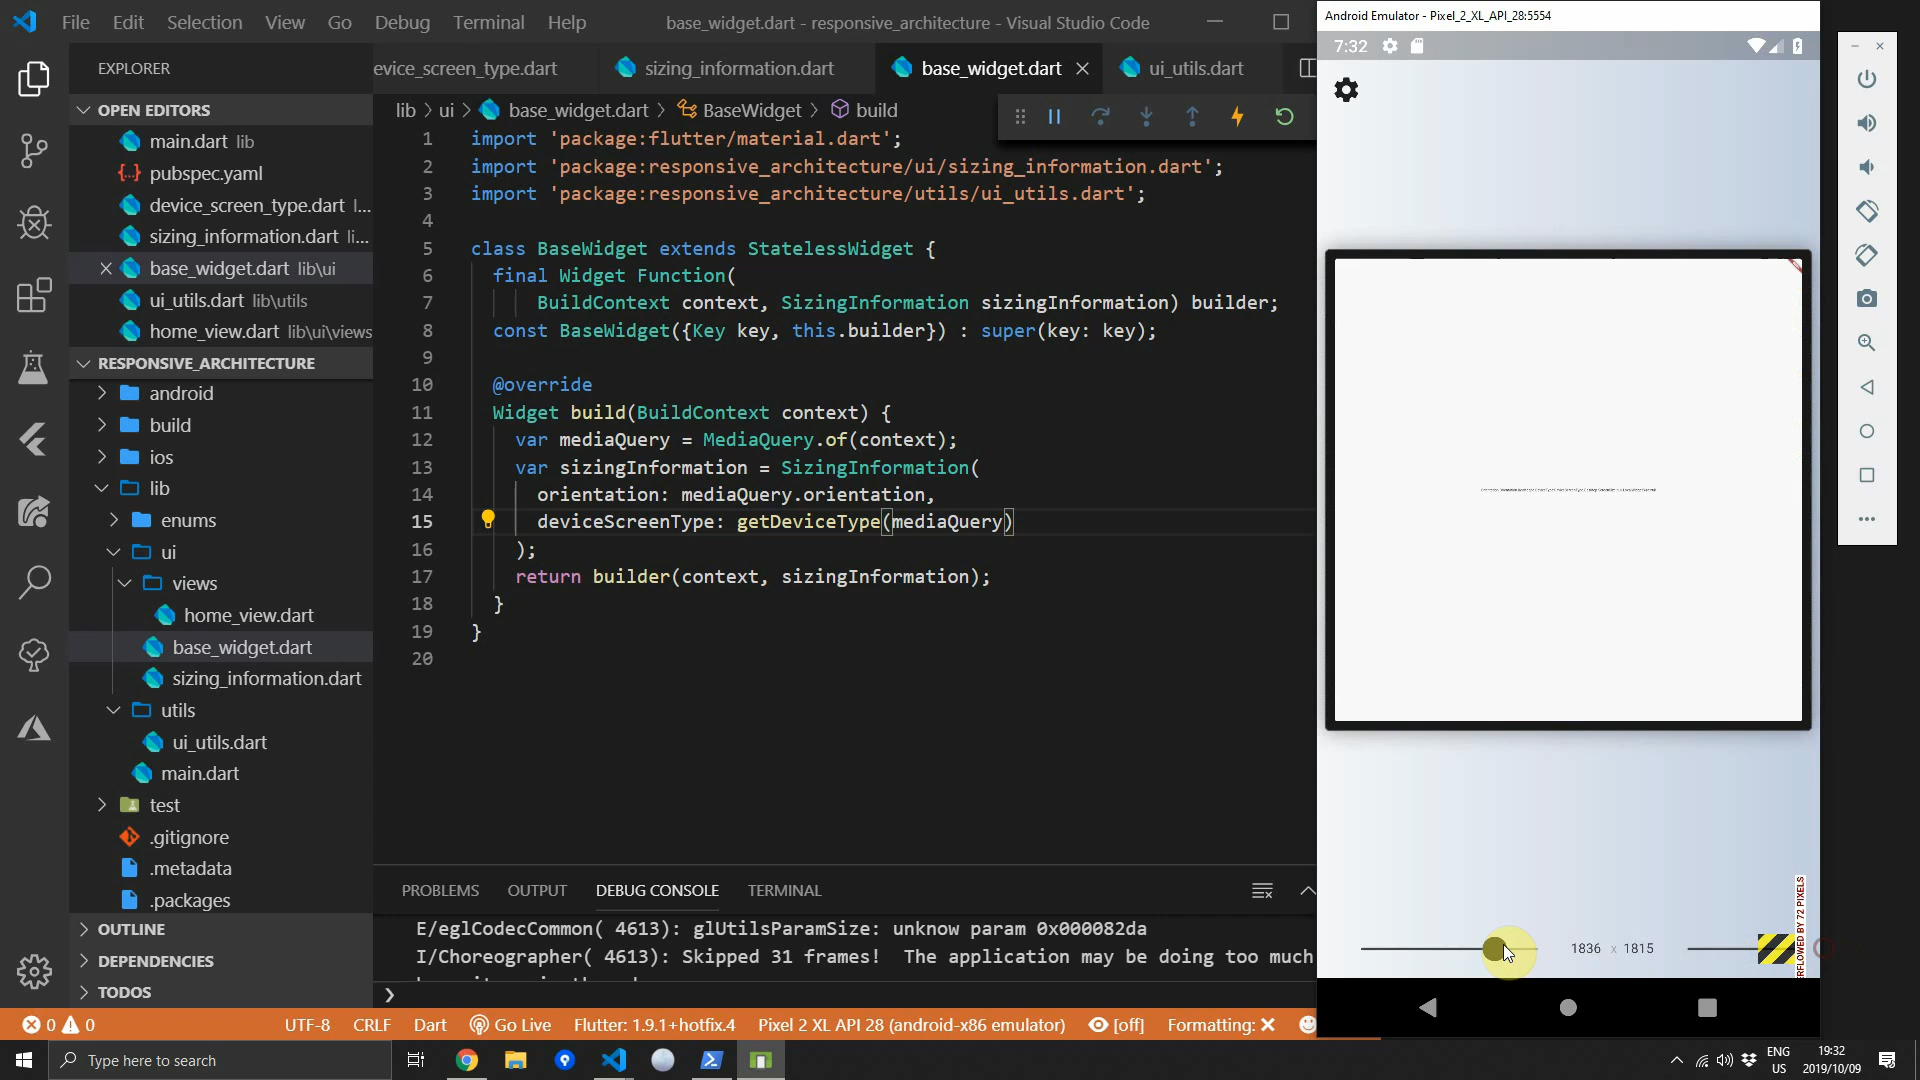 File Edit Selection View Go Debug Terminal Help
base_widget.dart - responsive_architecture - Visual Studio Code
Android Emulator - Pixel_2_XL_API_28:5554
7:32
EXPLORER
evice_screen_type.dart
sizing_information.dart
base_widget.dart
ui_utils.dart
OPEN EDITORS
main.dart lib
pubspec.yaml
device_screen_type.dart l...
sizing_information.dart li...
base_widget.dart lib\ui
ui_utils.dart lib\utils
home_view.dart lib\ui\views
RESPONSIVE_ARCHITECTURE
android
build
ios
lib
enums
ui
views
home_view.dart
base_widget.dart
sizing_information.dart
utils
ui_utils.dart
main.dart
test
.gitignore
.metadata
.packages
OUTLINE
DEPENDENCIES
TODOS
lib > ui > base_widget.dart > BaseWidget > build
1 import 'package:flutter/material.dart';
2 import 'package:responsive_architecture/ui/sizing_information.dart';
3 import 'package:responsive_architecture/utils/ui_utils.dart';
4
5 class BaseWidget extends StatelessWidget {
6 final Widget Function(
7 BuildContext context, SizingInformation sizingInformation) builder;
8 const BaseWidget({Key key, this.builder}) : super(key: key);
9
10 @override
11 Widget build(BuildContext context) {
12 var mediaQuery = MediaQuery.of(context);
13 var sizingInformation = SizingInformation(
14 orientation: mediaQuery.orientation,
15 deviceScreenType: getDeviceType(mediaQuery)
16 );
17 return builder(context, sizingInformation);
18 }
19 }
20
PROBLEMS OUTPUT DEBUG CONSOLE TERMINAL
E/eglCodecCommon( 4613): glUtilsParamSize: unknow param 0x000082da
I/Choreographer( 4613): Skipped 31 frames!  The application may be doing too much
1836 x 1815
ERFLOWED BY 72 PIXELS
0 0
UTF-8 CRLF Dart Go Live Flutter: 1.9.1+hotfix.4 Pixel 2 XL API 28 (android-x86 emulator) [off] Formatting:
Type here to search
ENG
US
19:32
2019/10/09